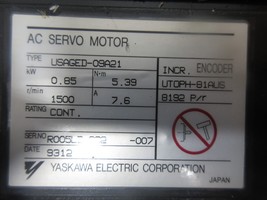 AC SERVO MOTOR
TYPE USAGED-09A21
kW 0.85 N·m 5.39
r/min 1500 A 7.6
RATING CONT.
INCR. ENCODER
UTOPH-81AUS
8192 P/r
SER.NO -007
DATE 9312
YASKAWA ELECTRIC CORPORATION
JAPAN